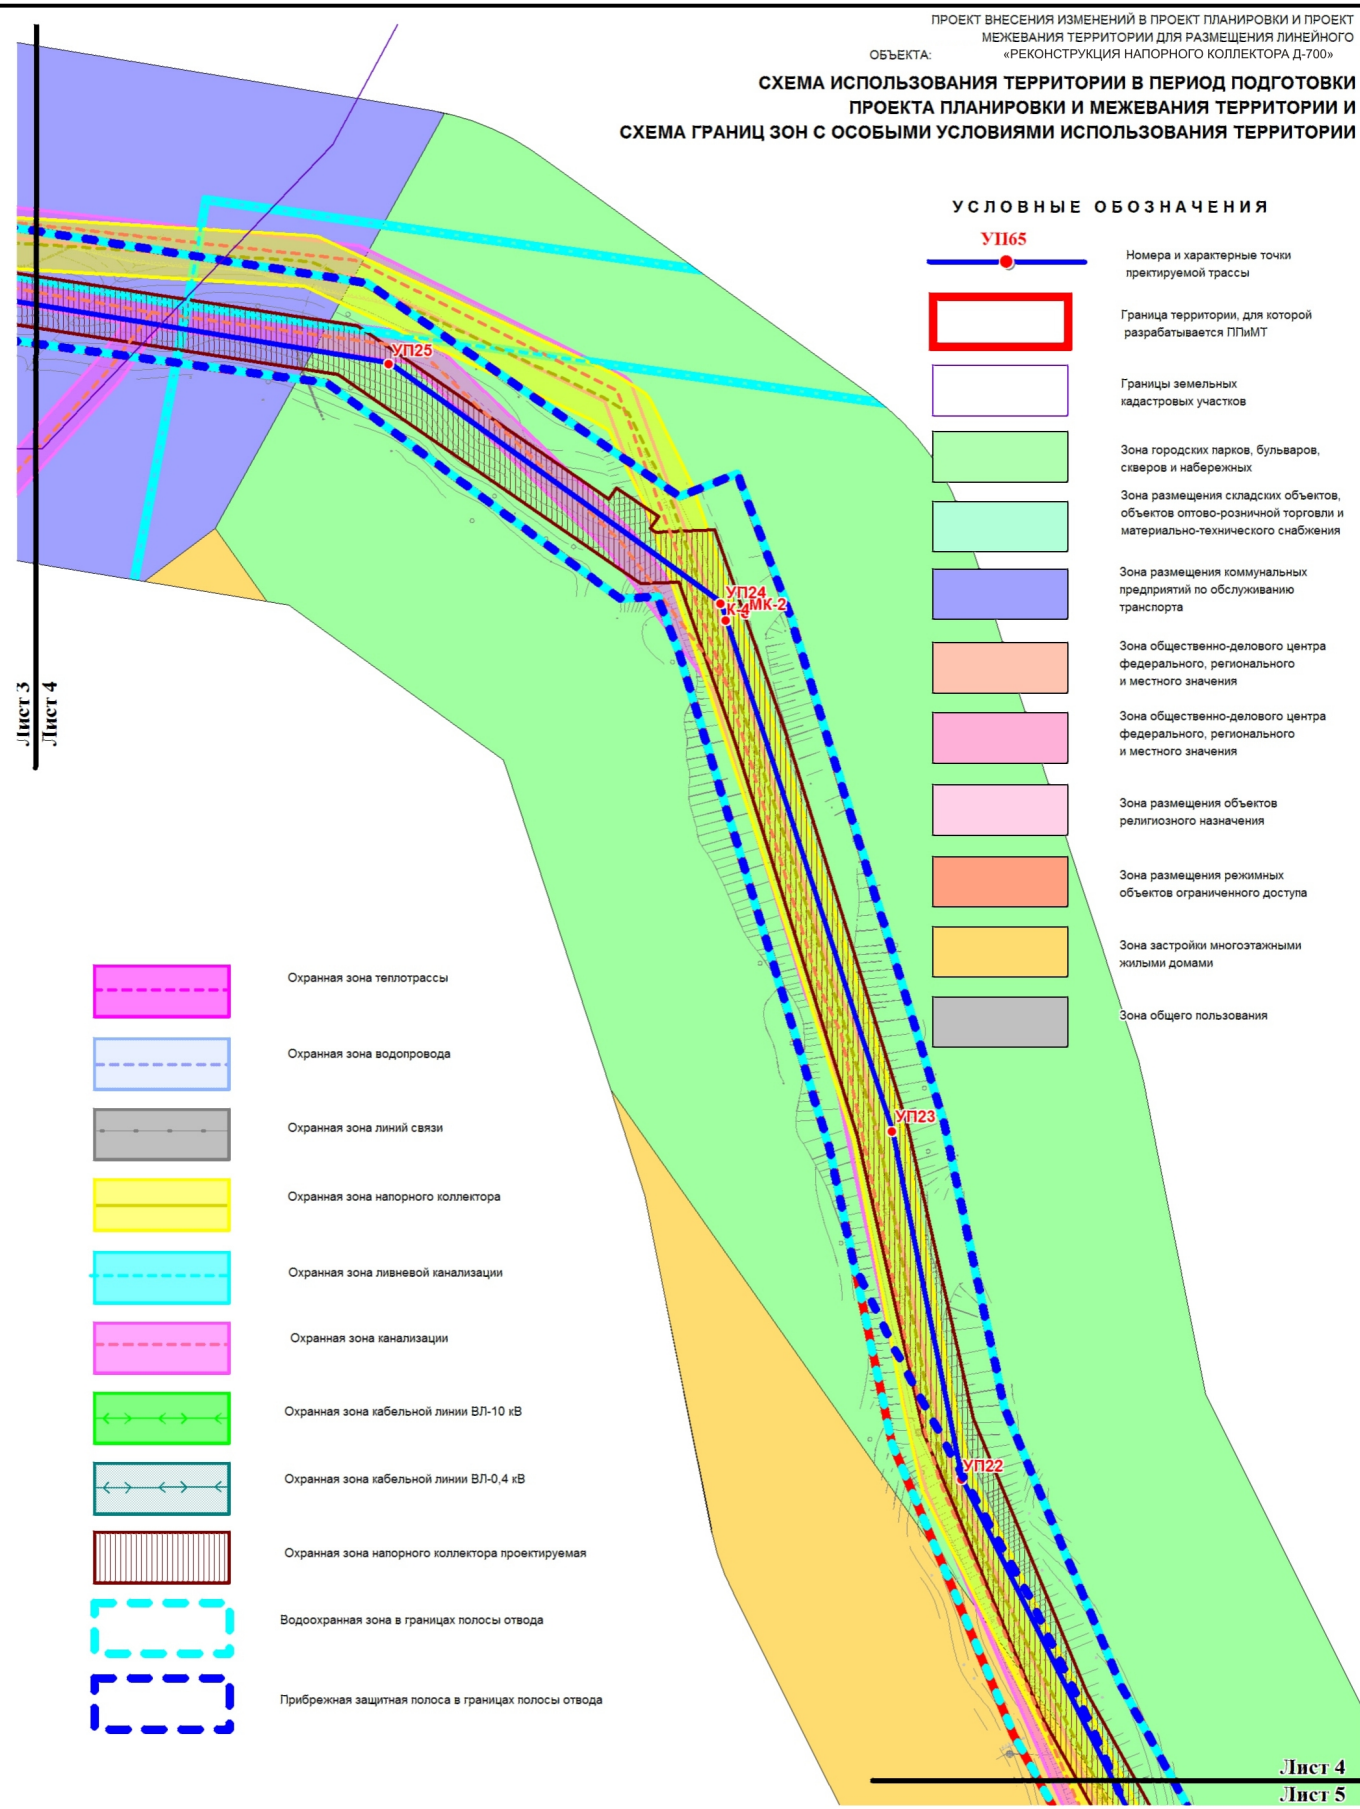 ПРОЕКТ ВНЕСЕНИЯ ИЗМЕНЕНИЙ В ПРОЕКТ ПЛАНИРОВКИ И ПРОЕКТ
МЕЖЕВАНИЯ ТЕРРИТОРИИ ДЛЯ РАЗМЕЩЕНИЯ ЛИНЕЙНОГО
ОБЪЕКТА: «РЕКОНСТРУКЦИЯ НАПОРНОГО КОЛЛЕКТОРА Д-700»
СХЕМА ИСПОЛЬЗОВАНИЯ ТЕРРИТОРИИ В ПЕРИОД ПОДГОТОВКИ
ПРОЕКТА ПЛАНИРОВКИ И МЕЖЕВАНИЯ ТЕРРИТОРИИ И
СХЕМА ГРАНИЦ ЗОН С ОСОБЫМИ УСЛОВИЯМИ ИСПОЛЬЗОВАНИЯ ТЕРРИТОРИИ
УСЛОВНЫЕ ОБОЗНАЧЕНИЯ
УП65
Номера и характерные точки
пректируемой трассы
Граница территории, для которой
разрабатывается ППиМТ
Границы земельных
кадастровых участков
Зона городских парков, бульваров,
скверов и набережных
Зона размещения складских объектов,
объектов оптово-розничной торговли и
материально-технического снабжения
Зона размещения коммунальных
предприятий по обслуживанию
транспорта
Зона общественно-делового центра
федерального, регионального
и местного значения
Зона общественно-делового центра
федерального, регионального
и местного значения
Зона размещения объектов
религиозного назначения
Зона размещения режимных
объектов ограниченного доступа
Зона застройки многоэтажными
жилыми домами
Зона общего пользования
УП25
УП24
К-4 МК-2
УП23
УП22
Лист 3
Лист 4
Охранная зона теплотрассы
Охранная зона водопровода
Охранная зона линий связи
Охранная зона напорного коллектора
Охранная зона ливневой канализации
Охранная зона канализации
Охранная зона кабельной линии ВЛ-10 кВ
Охранная зона кабельной линии ВЛ-0,4 кВ
Охранная зона напорного коллектора проектируемая
Водоохранная зона в границах полосы отвода
Прибрежная защитная полоса в границах полосы отвода
Лист 4
Лист 5